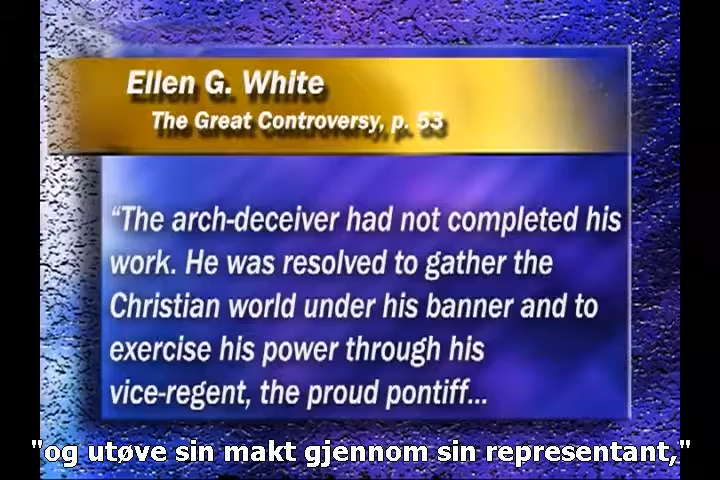 Ellen G. White
The Great Controversy, p. 53
“The arch-deceiver had not completed his
work. He was resolved to gather the
Christian world under his banner and to
exercise his power through his
vice-regent, the proud pontiff...
"og utøve sin makt gjennom sin representant,"